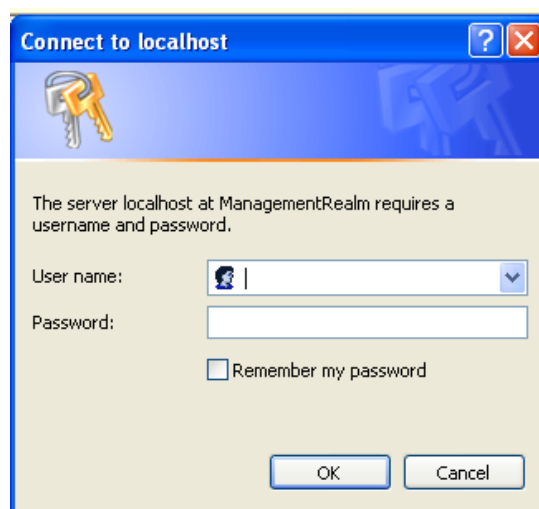 Connect to localhost
The server localhost at ManagementRealm requires a
username and password.
User name:
Password:
Remember my password
OK Cancel